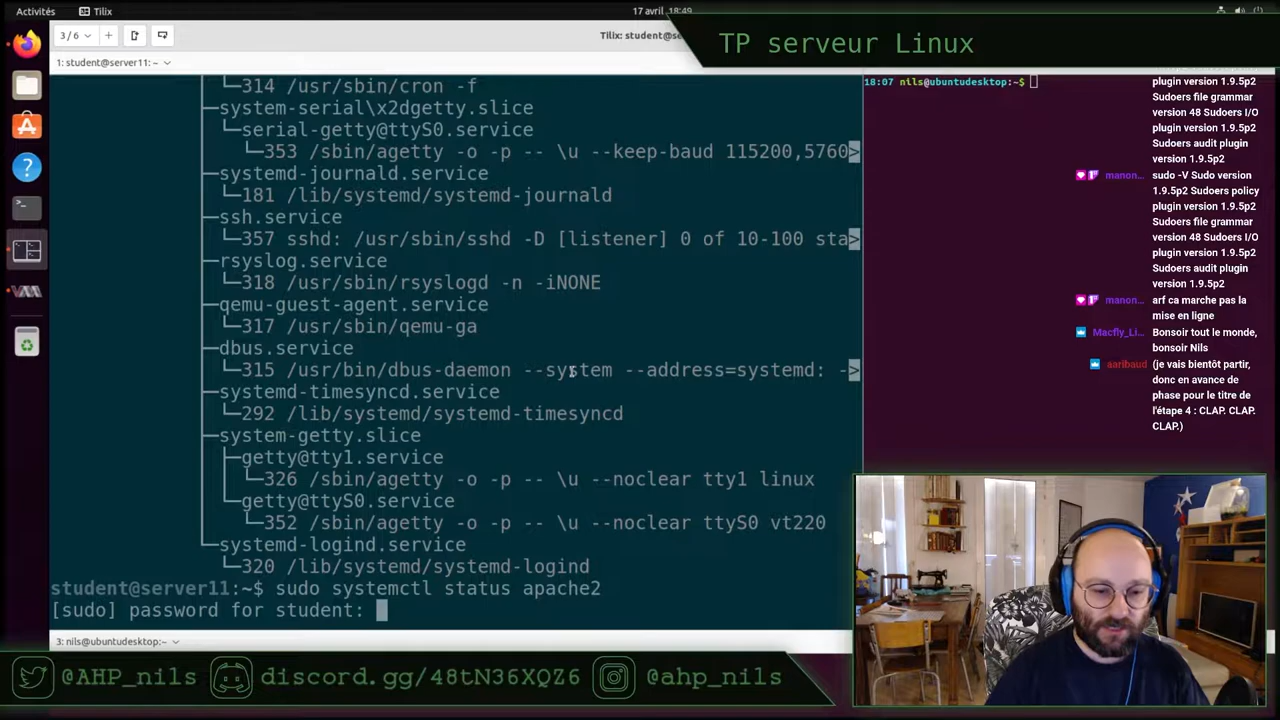 Activités
Tilix
17 avril 18:49
3 / 6
Tilix: student@se
TP serveur Linux
1: student@server11: ~
└─314 /usr/sbin/cron -f
├─system-serial\x2dgetty.slice
└─serial-getty@ttyS0.service
└─353 /sbin/agetty -o -p -- \u --keep-baud 115200,5760>
├─systemd-journald.service
└─181 /lib/systemd/systemd-journald
├─ssh.service
└─357 sshd: /usr/sbin/sshd -D [listener] 0 of 10-100 sta>
├─rsyslog.service
└─318 /usr/sbin/rsyslogd -n -iNONE
├─qemu-guest-agent.service
└─317 /usr/sbin/qemu-ga
├─dbus.service
└─315 /usr/bin/dbus-daemon --system --address=systemd: ->
├─systemd-timesyncd.service
└─292 /lib/systemd/systemd-timesyncd
├─system-getty.slice
├─getty@tty1.service
└─326 /sbin/agetty -o -p -- \u --noclear tty1 linux
└─getty@ttyS0.service
└─352 /sbin/agetty -o -p -- \u --noclear ttyS0 vt220
└─systemd-logind.service
└─320 /lib/systemd/systemd-logind
student@server11:~$ sudo systemctl status apache2
[sudo] password for student:
3: nils@ubuntudesktop: ~
18:07 nils@ubuntudesktop:~$
plugin version 1.9.5p2
Sudoers file grammar
version 48 Sudoers I/O
plugin version 1.9.5p2
Sudoers audit plugin
version 1.9.5p2
manon... sudo -V Sudo version
1.9.5p2 Sudoers policy
plugin version 1.9.5p2
Sudoers file grammar
version 48 Sudoers I/O
plugin version 1.9.5p2
Sudoers audit plugin
version 1.9.5p2
manon... arf ca marche pas la
mise en ligne
Macfly_Li... Bonsoir tout le monde,
bonsoir Nils
aaribaud (je vais bientôt partir,
donc en avance de
phase pour le titre de
l'étape 4 : CLAP. CLAP.
CLAP.)
@AHP_nils
discord.gg/48tN36XQZ6
@ahp_nils